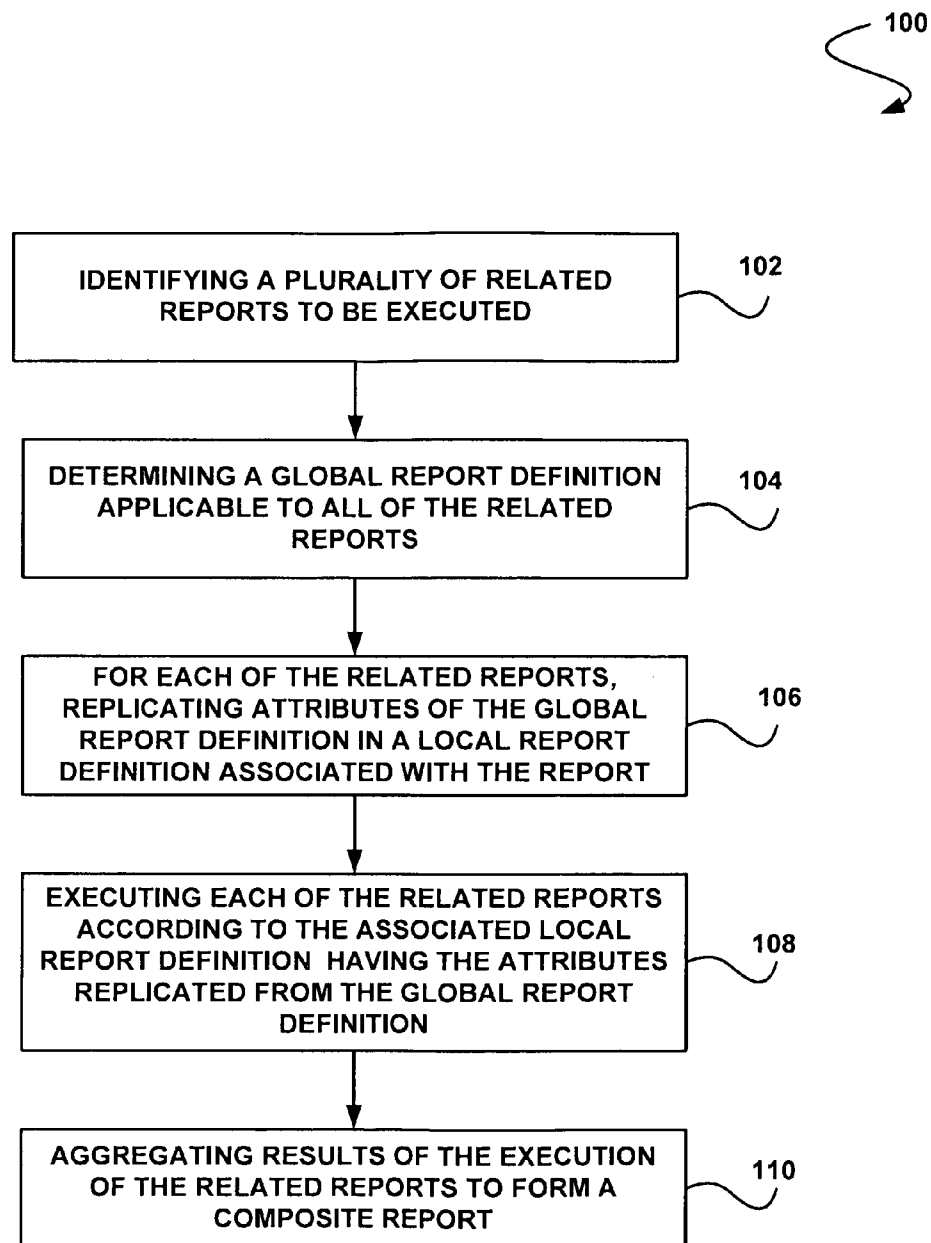 100
IDENTIFYING A PLURALITY OF RELATED
REPORTS TO BE EXECUTED
102
DETERMINING A GLOBAL REPORT DEFINITION
APPLICABLE TO ALL OF THE RELATED
REPORTS
104
FOR EACH OF THE RELATED REPORTS,
REPLICATING ATTRIBUTES OF THE GLOBAL
REPORT DEFINITION IN A LOCAL REPORT
DEFINITION ASSOCIATED WITH THE REPORT
106
EXECUTING EACH OF THE RELATED REPORTS
ACCORDING TO THE ASSOCIATED LOCAL
REPORT DEFINITION HAVING THE ATTRIBUTES
REPLICATED FROM THE GLOBAL REPORT
DEFINITION
108
AGGREGATING RESULTS OF THE EXECUTION
OF THE RELATED REPORTS TO FORM A
COMPOSITE REPORT
110